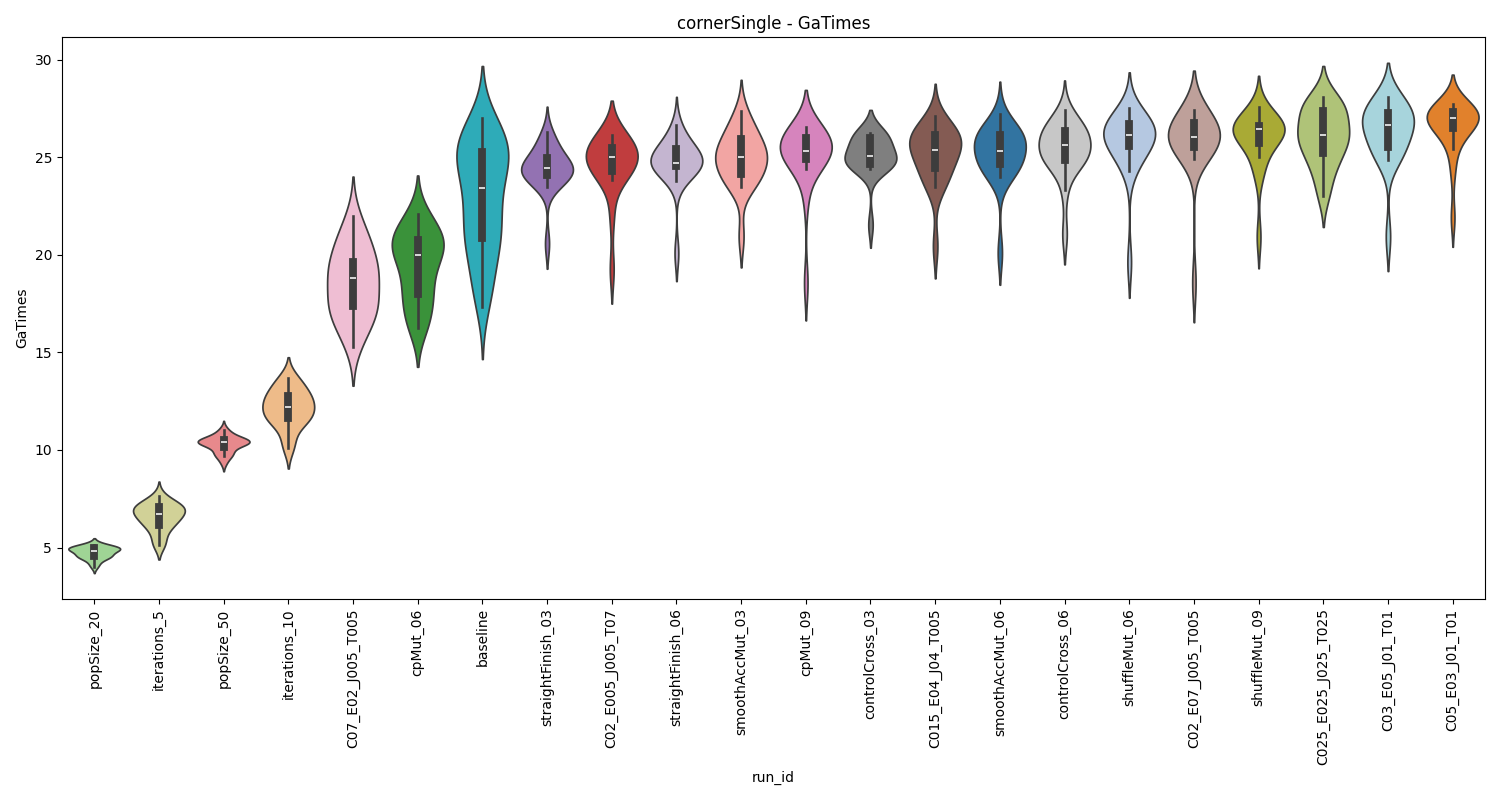 cornerSingle - GaTimes
GaTimes
30
25
20
15
10
5
popSize_20
iterations_5
popSize_50
iterations_10
C07_E02_J005_T005
cpMut_06
baseline
straightFinish_03
C02_E005_J005_T07
straightFinish_06
smoothAccMut_03
cpMut_09
controlCross_03
C015_E04_J04_T005
smoothAccMut_06
controlCross_06
shuffleMut_06
C02_E07_J005_T005
shuffleMut_09
C025_E025_J025_T025
C03_E05_J01_T01
C05_E03_J01_T01
run_id